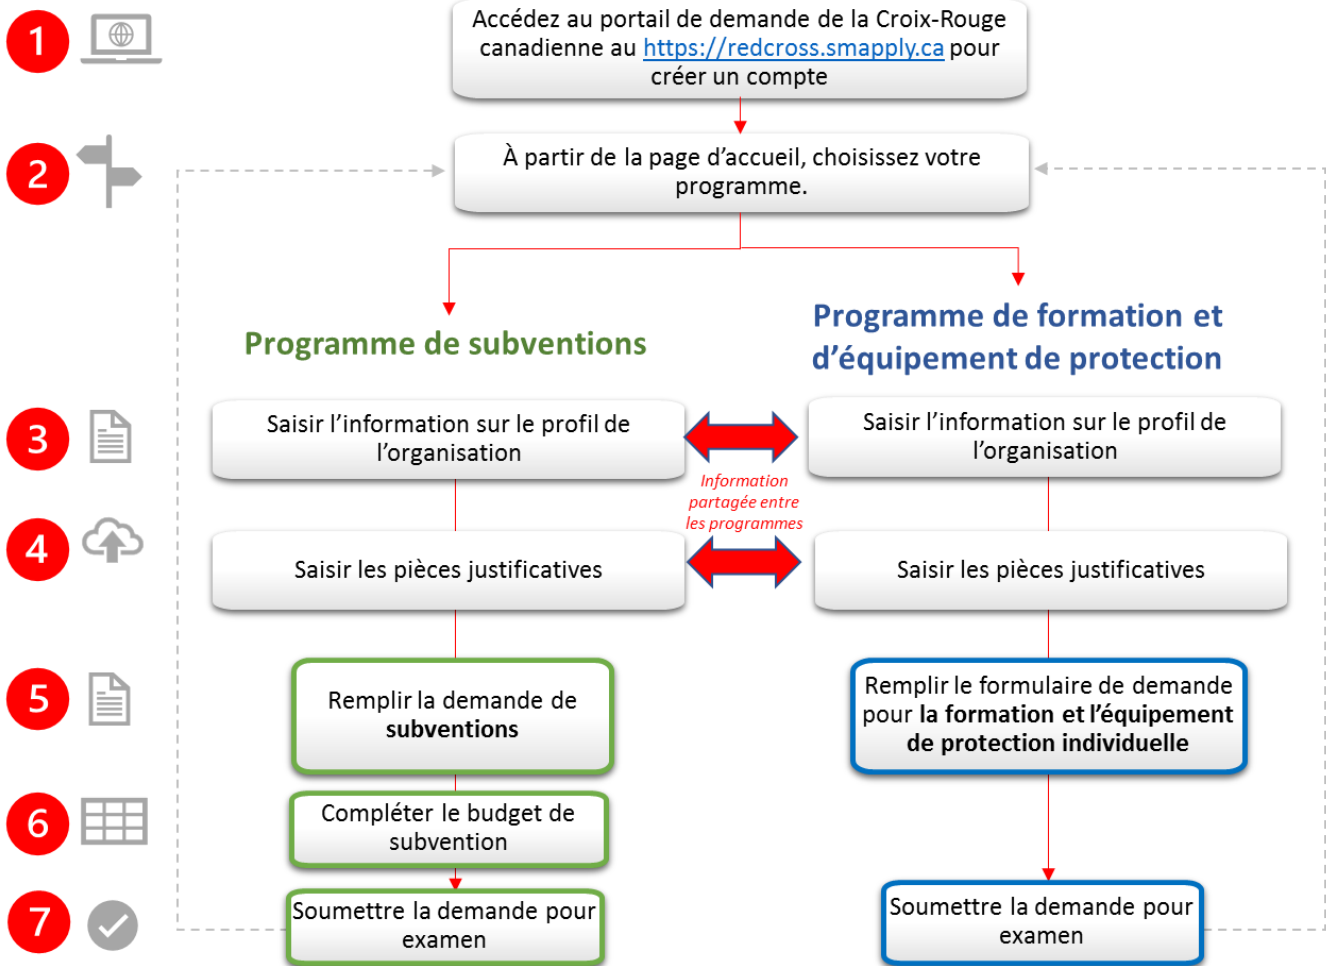 1
Accédez au portail de demande de la Croix-Rouge
canadienne au https://redcross.smapply.ca pour
créer un compte
2
À partir de la page d’accueil, choisissez votre
programme.
Programme de subventions
Programme de formation et
d’équipement de protection
3
Saisir l’information sur le profil de
l’organisation
Saisir l’information sur le profil de
l’organisation
Information
partagée entre
les programmes
4
Saisir les pièces justificatives
Saisir les pièces justificatives
5
Remplir la demande de
subventions
Remplir le formulaire de demande
pour la formation et l’équipement
de protection individuelle
6
Compléter le budget de
subvention
7
Soumettre la demande pour
examen
Soumettre la demande pour
examen